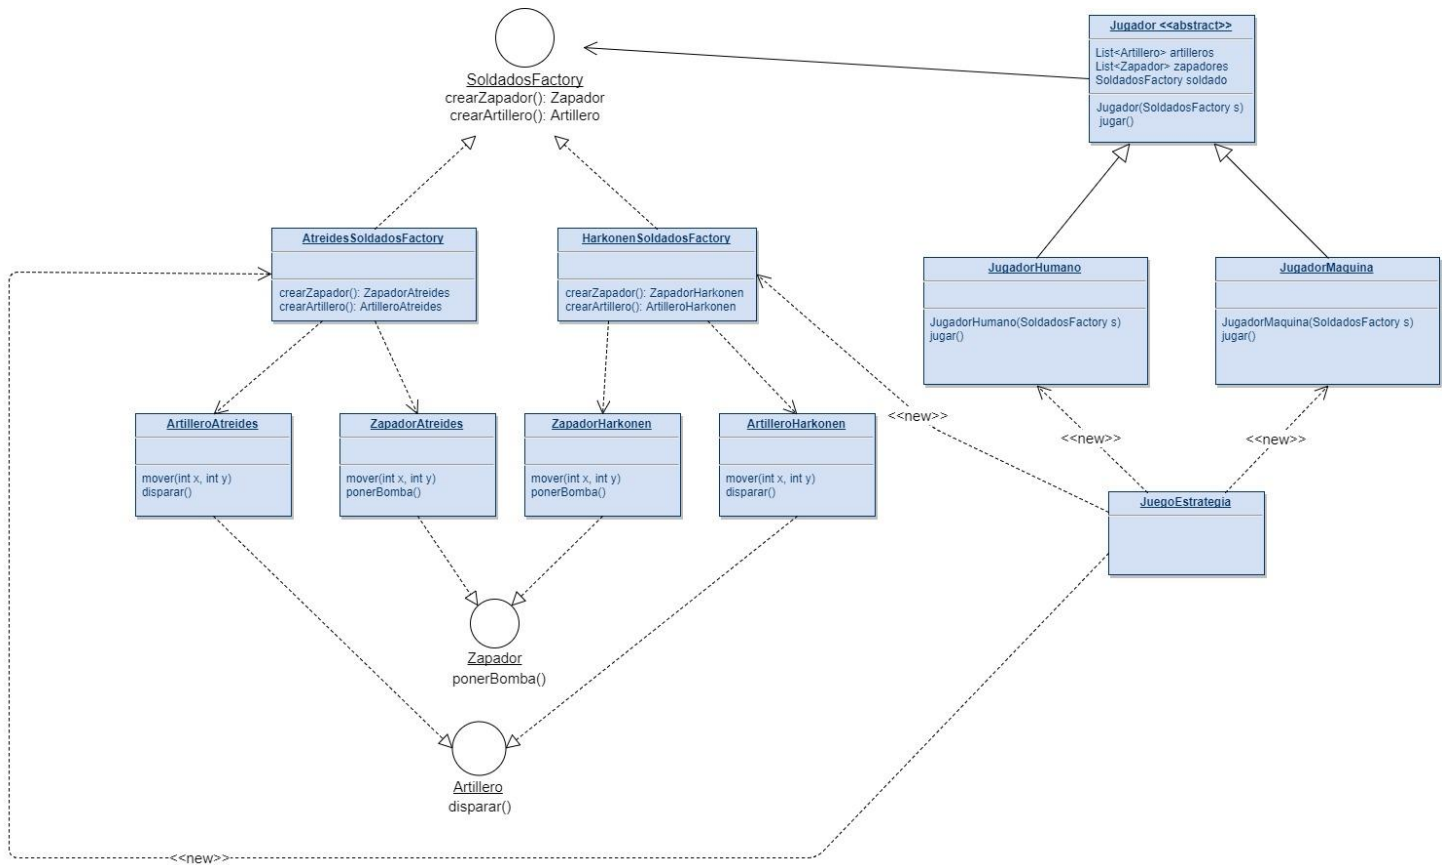 SoldadosFactory
crearZapador(): Zapador
crearArtillero(): Artillero
Jugador <<abstract>>
List<Artillero> artilleros
List<Zapador> zapadores
SoldadosFactory soldado
Jugador(SoldadosFactory s)
jugar()
AtreidesSoldadosFactory
crearZapador(): ZapadorAtreides
crearArtillero(): ArtilleroAtreides
HarkonenSoldadosFactory
crearZapador(): ZapadorHarkonen
crearArtillero(): ArtilleroHarkonen
JugadorHumano
JugadorHumano(SoldadosFactory s)
jugar()
JugadorMaquina
JugadorMaquina(SoldadosFactory s)
jugar()
ArtilleroAtreides
mover(int x, int y)
disparar()
ZapadorAtreides
mover(int x, int y)
ponerBomba()
ZapadorHarkonen
mover(int x, int y)
ponerBomba()
ArtilleroHarkonen
mover(int x, int y)
disparar()
<<new>>
<<new>>
<<new>>
JuegoEstrategia
Zapador
ponerBomba()
Artillero
disparar()
<<new>>